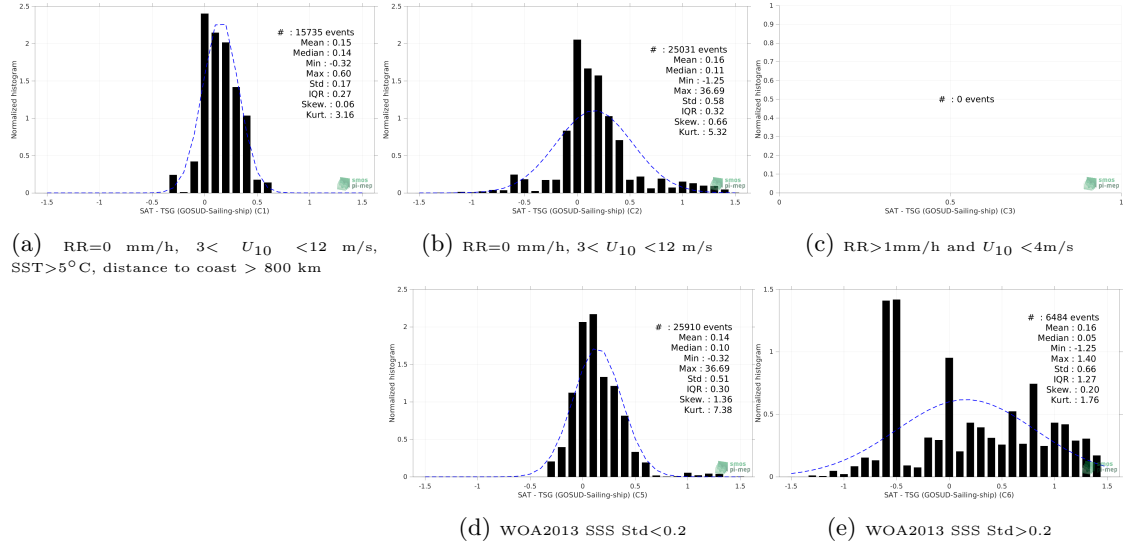 2.5
2
1.5
1
0.5
0
-1.5
-1
-0.5
0
0.5
1
1.5
Normalized histogram
SAT - TSG (GOSUD-Sailing-ship) (C1)
# : 15735 events
Mean : 0.15
Median : 0.14
Min : -0.32
Max : 0.60
Std : 0.17
IQR : 0.27
Skew. : 0.06
Kurt. : 3.16
smos
pi-mep
(a) RR=0 mm/h, 3< U10 <12 m/s,
SST>5°C, distance to coast > 800 km
2.5
2
1.5
1
0.5
0
-1.5
-1
-0.5
0
0.5
1
1.5
Normalized histogram
SAT - TSG (GOSUD-Sailing-ship) (C2)
# : 25031 events
Mean : 0.16
Median : 0.11
Min : -1.25
Max : 36.69
Std : 0.58
IQR : 0.32
Skew. : 0.66
Kurt. : 5.32
smos
pi-mep
(b) RR=0 mm/h, 3< U10 <12 m/s
1
0.9
0.8
0.7
0.6
0.5
0.4
0.3
0.2
0.1
0
0
0.5
1
Normalized histogram
SAT - TSG (GOSUD-Sailing-ship) (C3)
# : 0 events
smos
pi-mep
(c) RR>1mm/h and U10 <4m/s
2.5
2
1.5
1
0.5
0
-1.5
-1
-0.5
0
0.5
1
1.5
Normalized histogram
SAT - TSG (GOSUD-Sailing-ship) (C5)
# : 25910 events
Mean : 0.14
Median : 0.10
Min : -0.32
Max : 36.69
Std : 0.51
IQR : 0.30
Skew. : 1.36
Kurt. : 7.38
smos
pi-mep
(d) WOA2013 SSS Std<0.2
1.5
1
0.5
0
-1.5
-1
-0.5
0
0.5
1
1.5
Normalized histogram
SAT - TSG (GOSUD-Sailing-ship) (C6)
# : 6484 events
Mean : 0.16
Median : 0.05
Min : -1.25
Max : 1.40
Std : 0.66
IQR : 1.27
Skew. : 0.20
Kurt. : 1.76
smos
pi-mep
(e) WOA2013 SSS Std>0.2